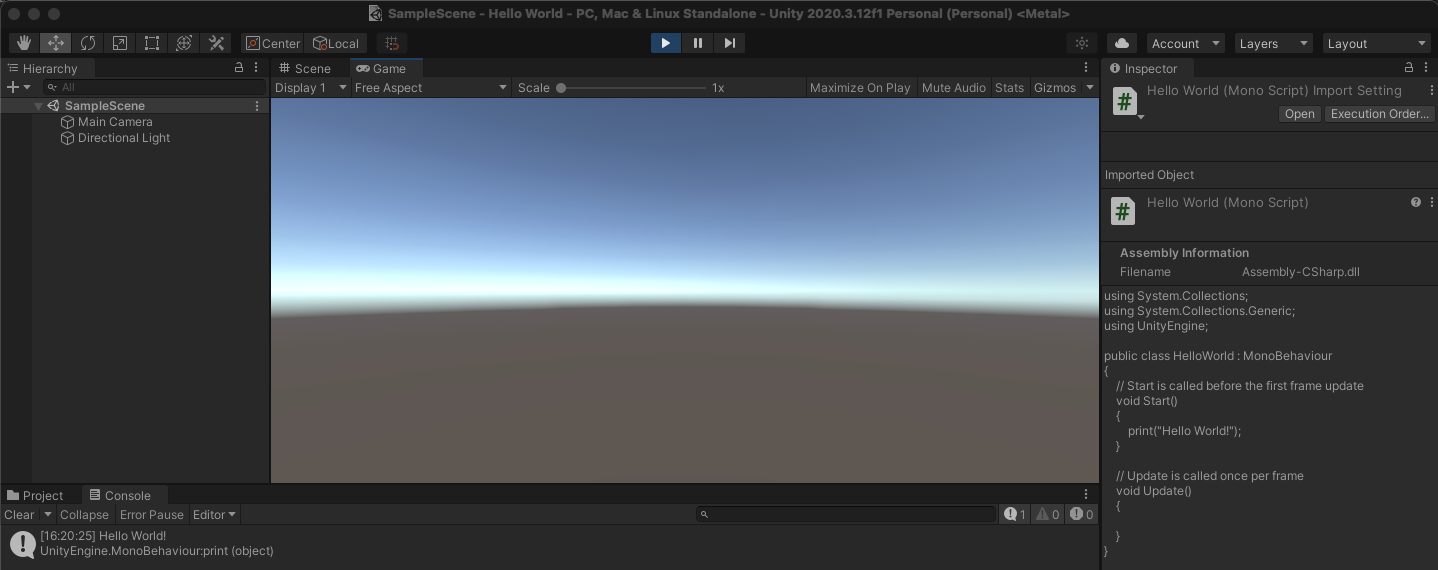 SampleScene - Hello World - PC, Mac & Linux Standalone - Unity 2020.3.12f1 Personal (Personal) <Metal>
Center Local Account Layers Layout
Hierarchy
All
SampleScene
Main Camera
Directional Light
Scene Game
Display 1 Free Aspect Scale 1x Maximize On Play Mute Audio Stats Gizmos
Inspector
Hello World (Mono Script) Import Setting
Open Execution Order...
Imported Object
Hello World (Mono Script)
Assembly Information
Filename Assembly-CSharp.dll
using System.Collections;
using System.Collections.Generic;
using UnityEngine;
public class HelloWorld : MonoBehaviour
{
// Start is called before the first frame update
void Start()
{
print("Hello World!");
}
// Update is called once per frame
void Update()
{
}
}
Project Console
Clear Collapse Error Pause Editor 1 0 0
[16:20:25] Hello World!
UnityEngine.MonoBehaviour:print (object)